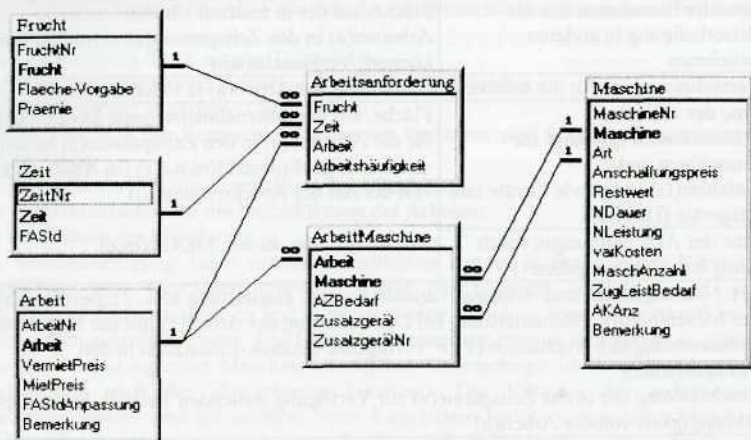 Frucht
FruchtNr
Frucht
Flaeche-Vorgabe
Praemie
1
Zeit
ZeitNr
Zeit
FAStd
1
Arbeit
ArbeitNr
Arbeit
VermietPreis
MietPreis
FAStdAnpassung
Bemerkung
1
Arbeitsanforderung
Frucht
Zeit
Arbeit
Arbeitshäufigkeit
∞
∞
∞
ArbeitMaschine
Arbeit
Maschine
AZBedarf
Zusatzgerät
ZusatzgerätNr
∞
∞
∞
Maschine
MaschineNr
Maschine
Art
Anschaffungspreis
Restwert
NDauer
NLeistung
varKosten
MaschAnzahl
ZugLeistBedarf
AKAnz
Bemerkung
1
1